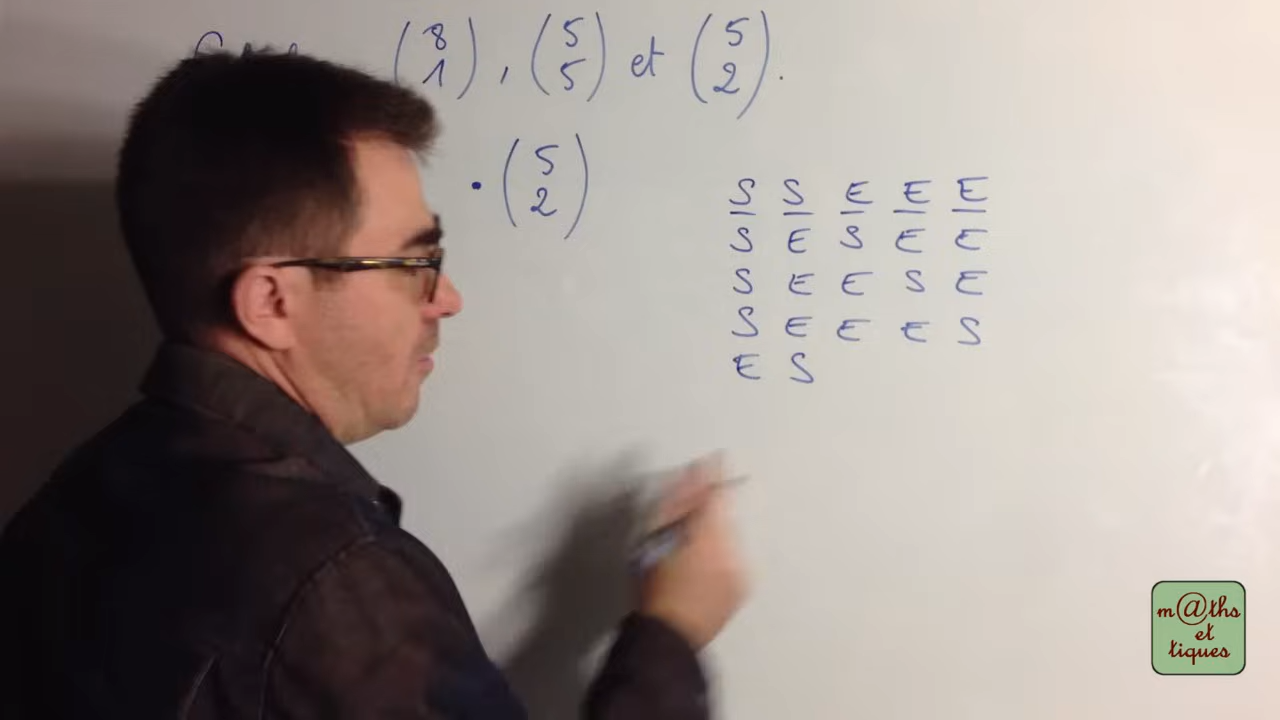 (8 1), (5 5) et (5 2).
• (5 2)
S S E E E
S E S E E
S E E S E
S E E E S
E S
m@ths
et
tiques